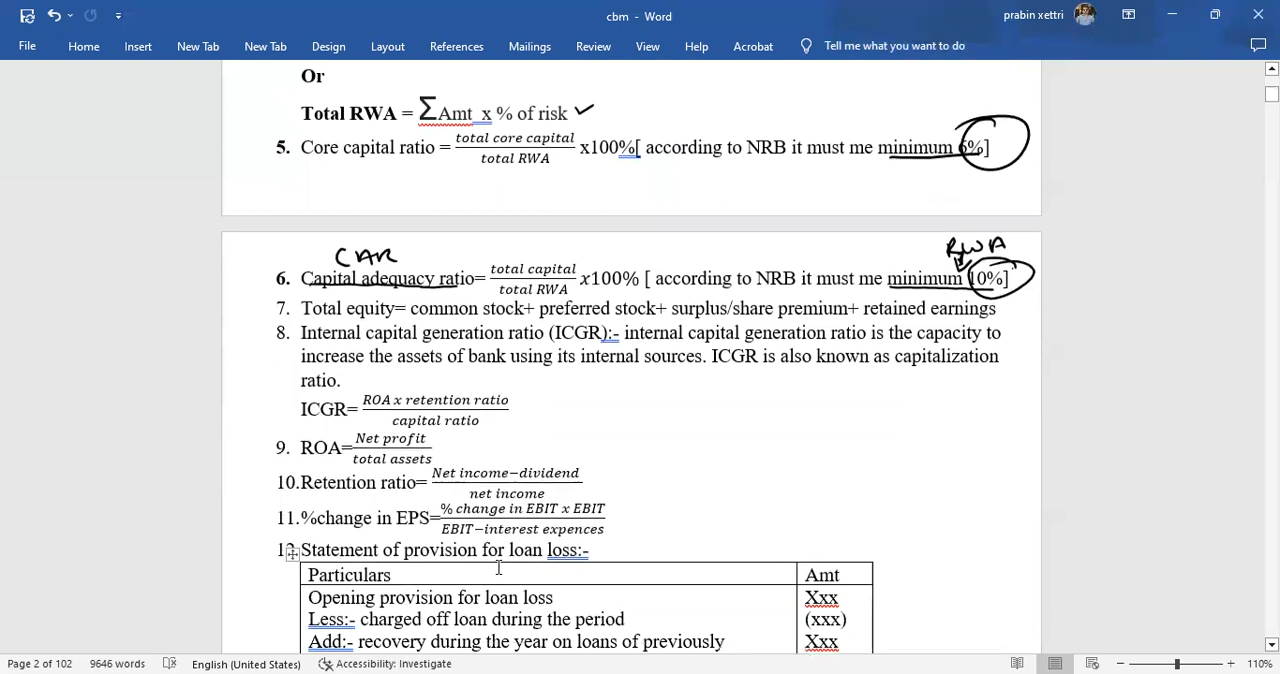 cbm - Word
prabin xettri
File Home Insert New Tab New Tab Design Layout References Mailings Review View Help Acrobat Tell me what you want to do
Or
Total RWA = ∑Amt x % of risk ✓
5. Core capital ratio = total core capital / total RWA x100%[ according to NRB it must me minimum 6%]
CAR
RWA
6. Capital adequacy ratio= total capital / total RWA x100% [ according to NRB it must me minimum 10%]
7. Total equity= common stock+ preferred stock+ surplus/share premium+ retained earnings
8. Internal capital generation ratio (ICGR):- internal capital generation ratio is the capacity to
increase the assets of bank using its internal sources. ICGR is also known as capitalization
ratio.
ICGR= ROA x retention ratio / capital ratio
9. ROA= Net profit / total assets
10.Retention ratio= Net income−dividend / net income
11.%change in EPS= % change in EBIT x EBIT / EBIT−interest expences
12.Statement of provision for loan loss:-
Particulars Amt
Opening provision for loan loss Xxx
Less:- charged off loan during the period (xxx)
Add:- recovery during the year on loans of previously Xxx
Page 2 of 102 9646 words English (United States) Accessibility: Investigate 110%